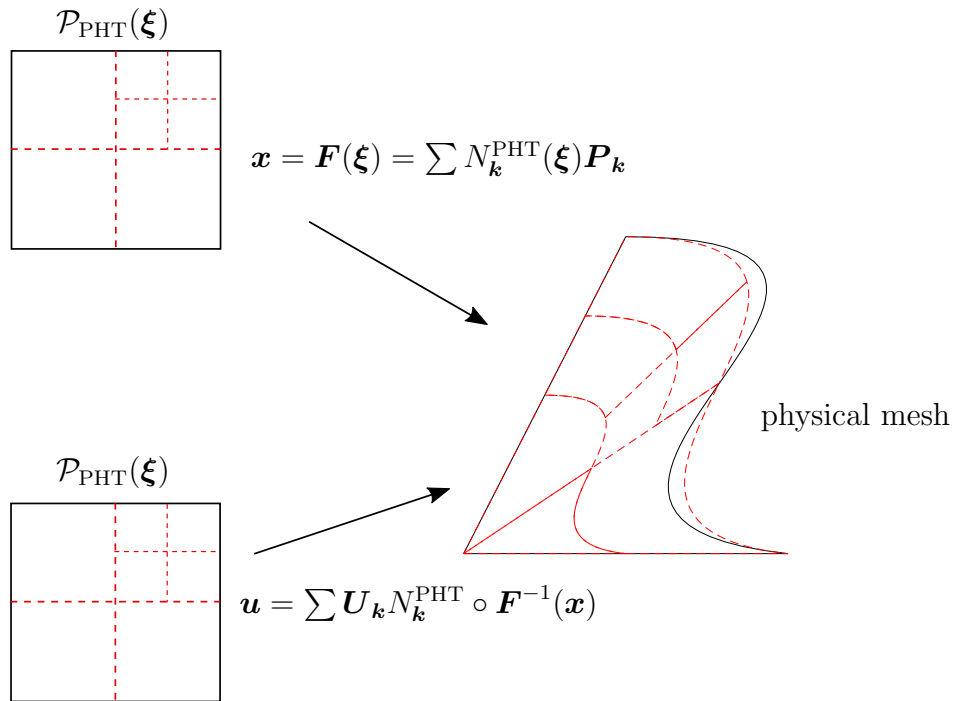 𝒫_PHT(𝝃)
𝒙 = 𝑭(𝝃) = ∑ N_𝒌^PHT(𝝃)𝑷_𝒌
physical mesh
𝒫_PHT(𝝃)
𝒖 = ∑ 𝑼_𝒌 N_𝒌^PHT ∘ 𝑭^−1(𝒙)